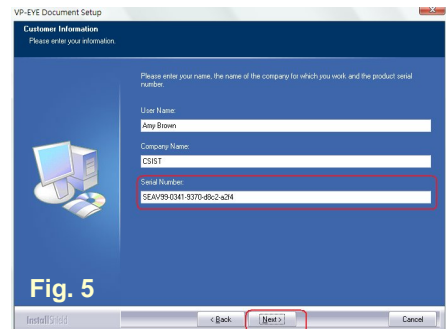 VP-EYE Document Setup
Customer Information
Please enter your information.
Please enter your name, the name of the company for which you work and the product serial
number.
User Name:
Amy Brown
Company Name:
CSIST
Serial Number:
SEAV99-0341-9370-d8c2-a2f4
Fig. 5
InstallShield
< Back
Next >
Cancel